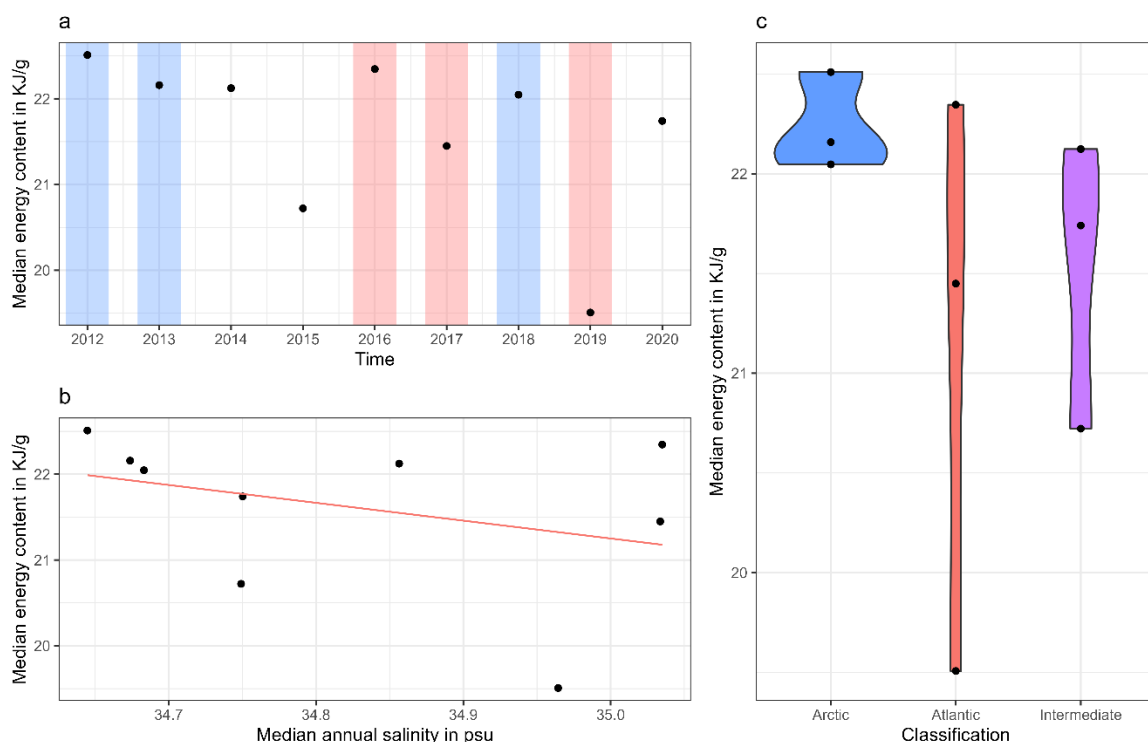 a
Median energy content in KJ/g
22
21
20
2012 2013 2014 2015 2016 2017 2018 2019 2020
Time
b
Median energy content in KJ/g
22
21
20
34.7 34.8 34.9 35.0
Median annual salinity in psu
c
Median energy content in KJ/g
22
21
20
Arctic Atlantic Intermediate
Classification